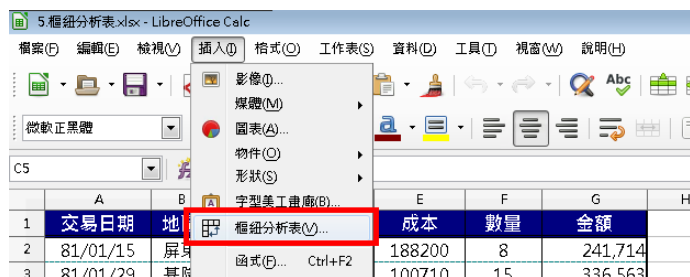 5.樞紐分析表.xlsx - LibreOffice Calc
檔案(F) 編輯(E) 檢視(V) 插入(I) 格式(O) 工作表(S) 資料(D) 工具(T) 視窗(W) 說明(H)
影像(I)...
Abc
媒體(M)
微軟正黑體
圖表(A)...
a
物件(O)
C5
形狀(S)
字型美工畫廊(B)...
A B E F G H
1 交易日期 地 樞紐分析表(V)... 成本 數量 金額
2 81/01/15 屏東 188200 8 241,714
函式(F)... Ctrl+F2
3 81/01/29 基隆 100710 15 336,563